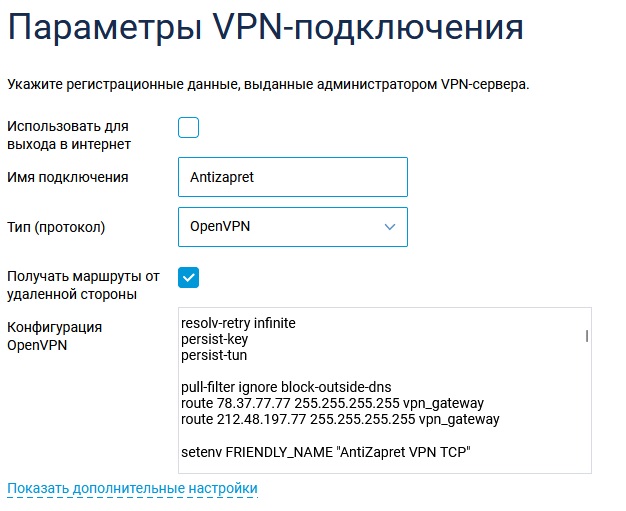 Параметры VPN-подключения
Укажите регистрационные данные, выданные администратором VPN-сервера.
Использовать для
выхода в интернет
Имя подключения
Antizapret
Тип (протокол)
OpenVPN
Получать маршруты от
удаленной стороны
Конфигурация
OpenVPN
resolv-retry infinite
persist-key
persist-tun
pull-filter ignore block-outside-dns
route 78.37.77.77 255.255.255.255 vpn_gateway
route 212.48.197.77 255.255.255.255 vpn_gateway
setenv FRIENDLY_NAME "AntiZapret VPN TCP"
Показать дополнительные настройки